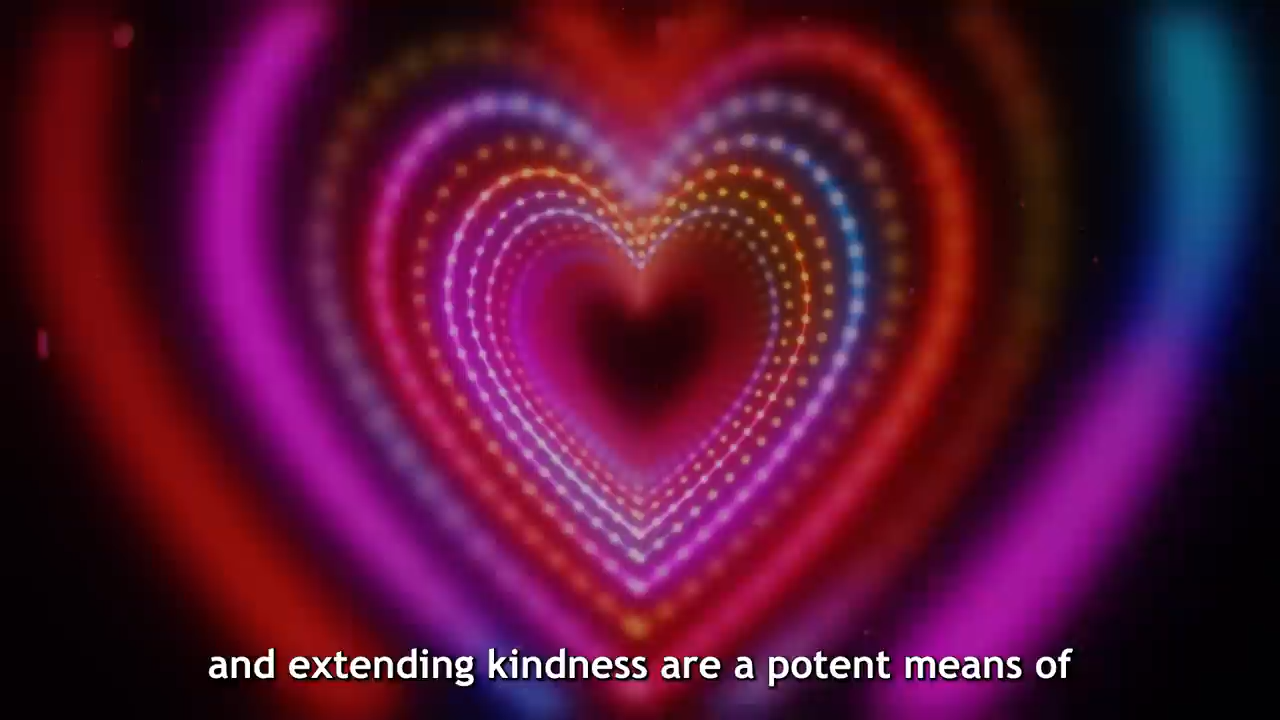 and extending kindness are a potent means of